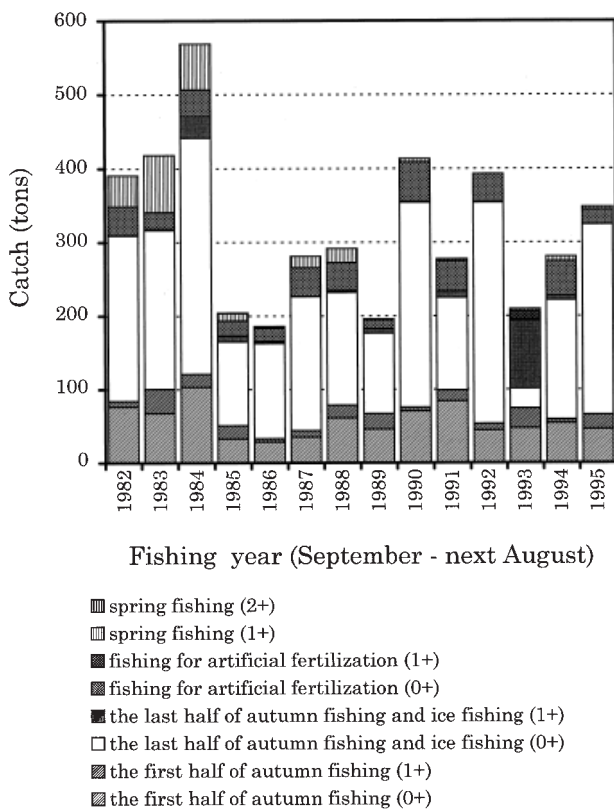 600
500
400
300
200
100
0
Catch (tons)
1982 1983 1984 1985 1986 1987 1988 1989 1990 1991 1992 1993 1994 1995
Fishing year (September - next August)
spring fishing (2+)
spring fishing (1+)
fishing for artificial fertilization (1+)
fishing for artificial fertilization (0+)
the last half of autumn fishing and ice fishing (1+)
the last half of autumn fishing and ice fishing (0+)
the first half of autumn fishing (1+)
the first half of autumn fishing (0+)